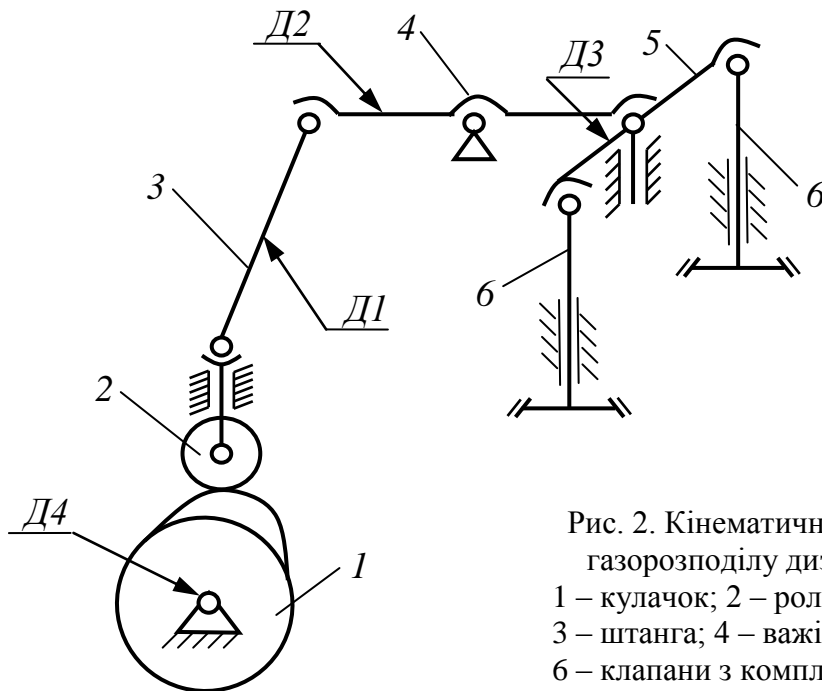 Д2
4
Д3
5
3
6
6
Д1
2
Д4
1
Рис. 2. Кінематичн
газорозподілу диз
1 – кулачок; 2 – рол
3 – штанга; 4 – важі
6 – клапани з компл